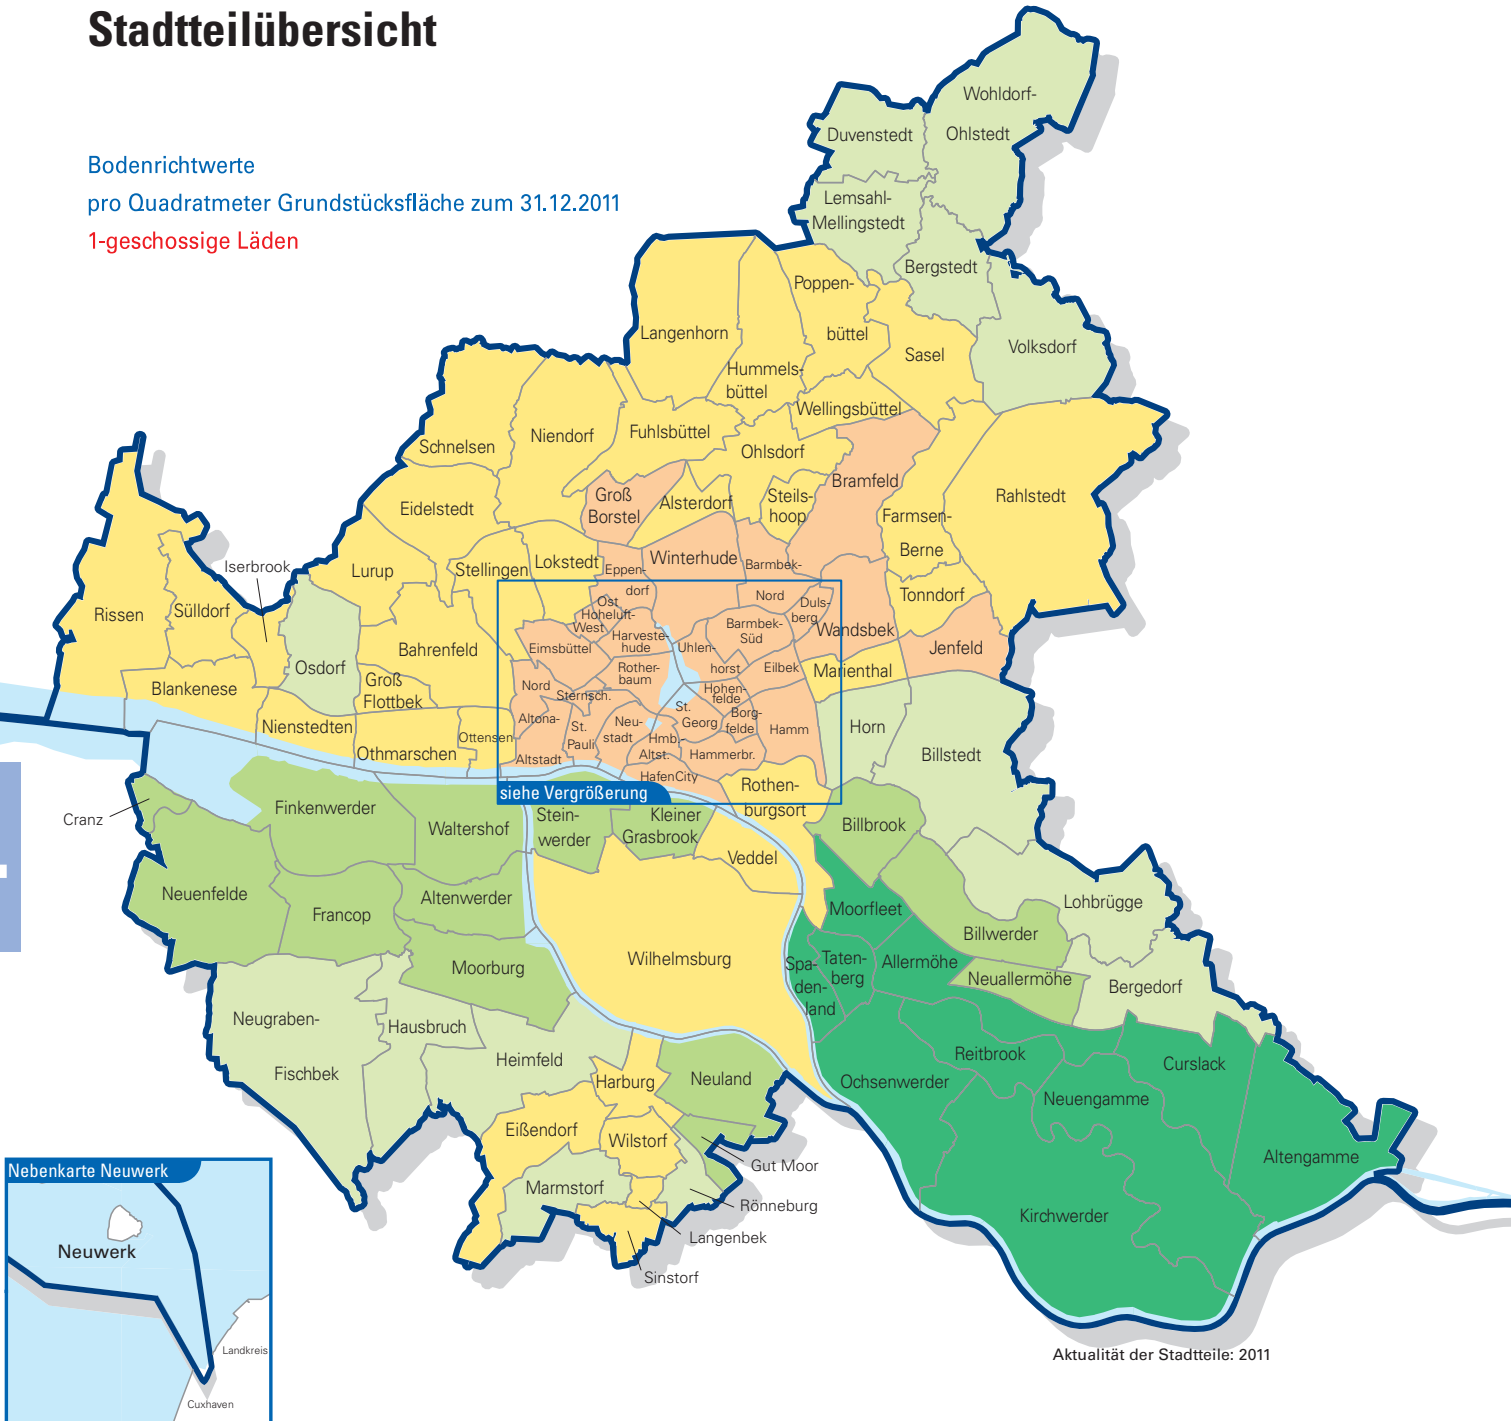 Stadtteilübersicht
Bodenrichtwerte
pro Quadratmeter Grundstücksfläche zum 31.12.2011
1-geschossige Läden
Wohldorf-
Ohlstedt
Duvenstedt
Lemsahl-
Mellingstedt
Bergstedt
Poppen-
büttel
Langenhorn
Volksdorf
Sasel
Hummels-
büttel
Wellingsbüttel
Schnelsen
Niendorf
Fuhlsbüttel
Ohlsdorf
Bramfeld
Rahlstedt
Groß
Borstel
Alsterdorf
Steils-
hoop
Eidelstedt
Farmsen-
Berne
Lokstedt
Winterhude
Barmbek-
Nord
Eppen-
dorf
Iserbrook
Lurup
Stellingen
Tonndorf
Rissen
Sülldorf
Ost
Hoheluft-
West
Duls-
berg
Barmbek-
Süd
Wandsbek
Harveste-
hude
Eimsbüttel
Uhlen-
horst
Jenfeld
Bahrenfeld
Osdorf
Rother-
baum
Eilbek
Marienthal
Groß
Flottbek
Blankenese
Nord
Altona-
Altstadt
Sternsch.
Hohen-
felde
St.
Georg
Borg-
felde
Nienstedten
Othmarschen
Ottensen
St.
Pauli
Neu-
stadt
Hmb.-
Altst.
Hamm
Horn
Hammerbr.
Billstedt
HafenCity
siehe Vergrößerung
Rothen-
burgsort
Cranz
Finkenwerder
Waltershof
Stein-
werder
Kleiner
Grasbrook
Billbrook
Veddel
Neuenfelde
Altenwerder
Francop
Lohbrügge
Moorfleet
Billwerder
Moorburg
Wilhelmsburg
Spa-
den-
land
Taten-
berg
Allermöhe
Neuallermöhe
Bergedorf
Neugraben-
Fischbek
Hausbruch
Heimfeld
Reitbrook
Curslack
Harburg
Neuland
Ochsenwerder
Neuengamme
Eißendorf
Wilstorf
Gut Moor
Altengamme
Marmstorf
Rönneburg
Kirchwerder
Langenbek
Sinstorf
Nebenkarte Neuwerk
Neuwerk
Landkreis
Cuxhaven
Aktualität der Stadtteile: 2011